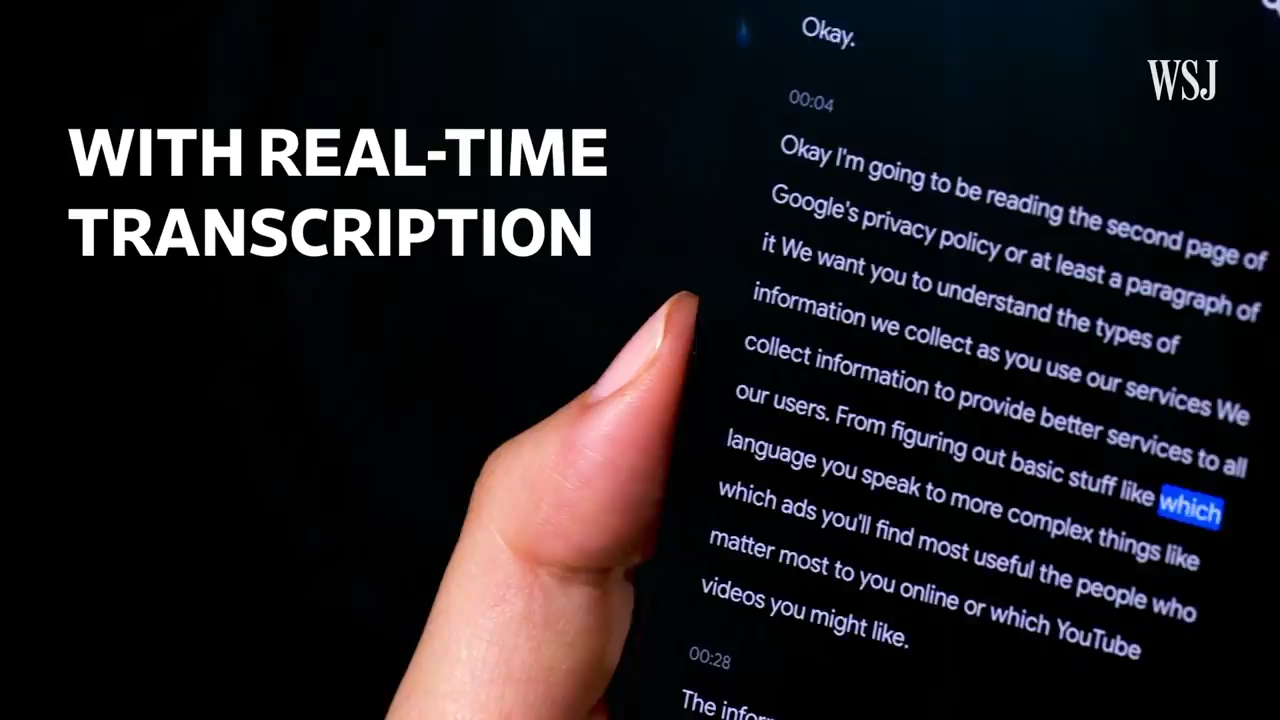 WITH REAL-TIME
TRANSCRIPTION
WSJ
Okay.
00:04
Okay I'm going to be reading the second page of
Google's privacy policy or at least a paragraph of
it We want you to understand the types of
information we collect as you use our services We
collect information to provide better services to all
our users. From figuring out basic stuff like which
language you speak to more complex things like
which ads you'll find most useful the people who
matter most to you online or which YouTube
videos you might like.
00:28
The